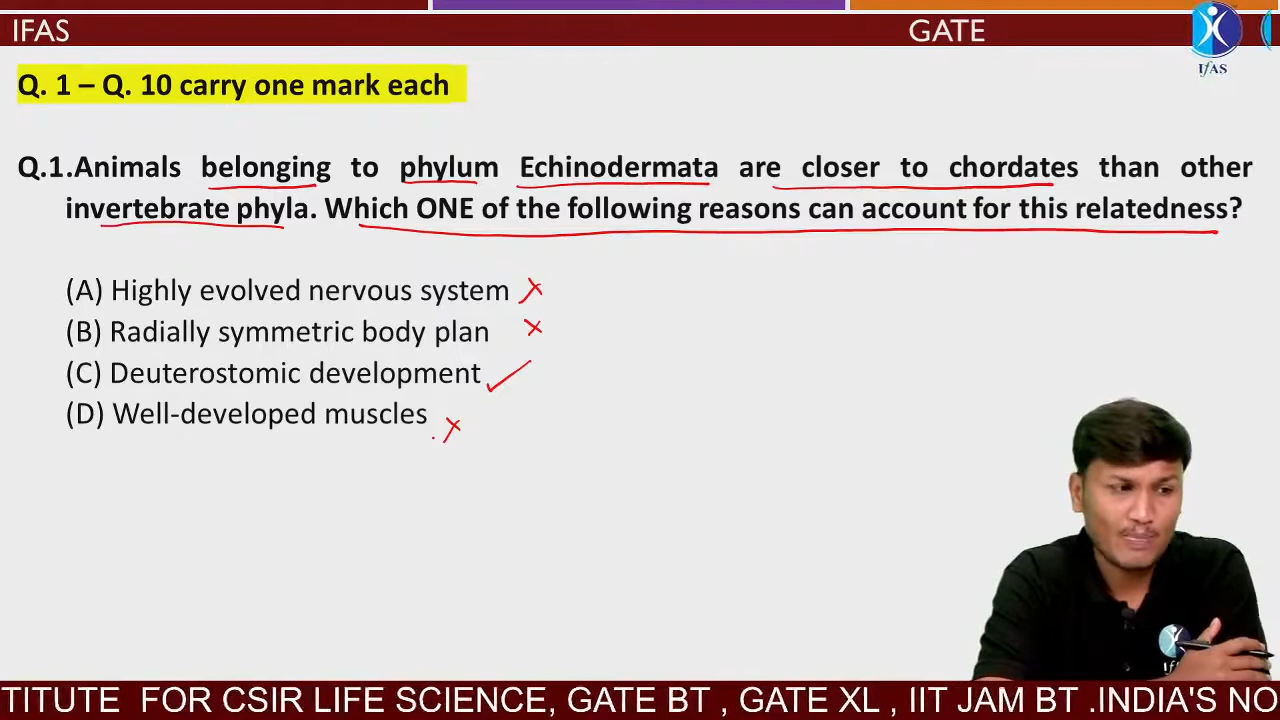 IFAS
GATE
IfAS
Q. 1 – Q. 10 carry one mark each
Q.1.Animals belonging to phylum Echinodermata are closer to chordates than other
invertebrate phyla. Which ONE of the following reasons can account for this relatedness?
(A) Highly evolved nervous system
(B) Radially symmetric body plan
(C) Deuterostomic development
(D) Well-developed muscles
TITUTE FOR CSIR LIFE SCIENCE, GATE BT , GATE XL , IIT JAM BT .INDIA'S NO